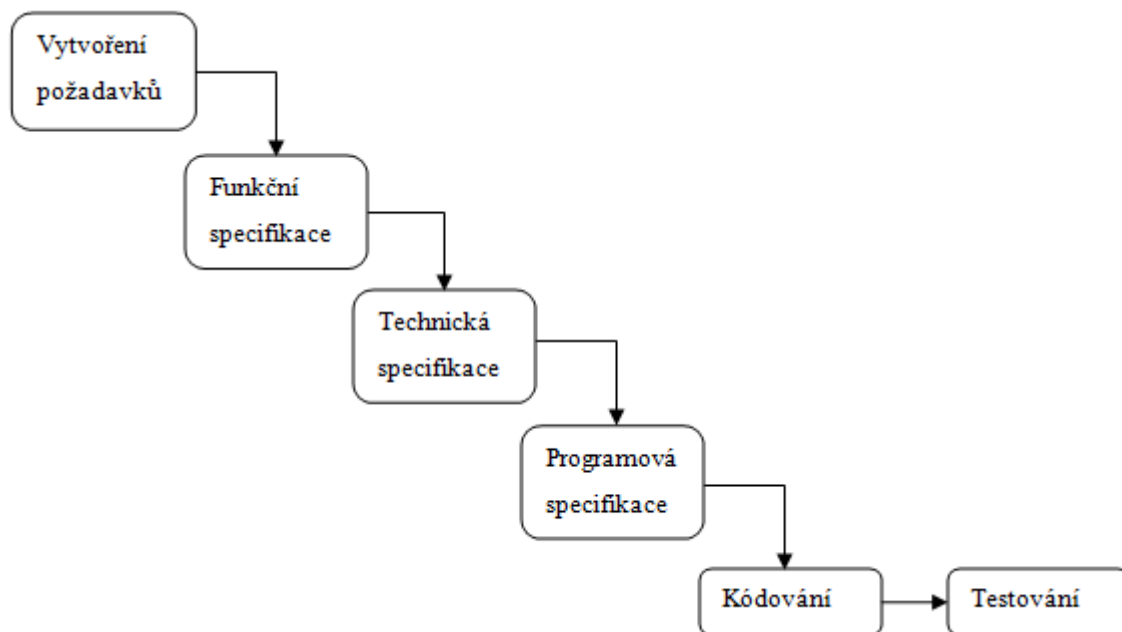 Vytvoření
požadavků
Funkční
specifikace
Technická
specifikace
Programová
specifikace
Kódování
Testování